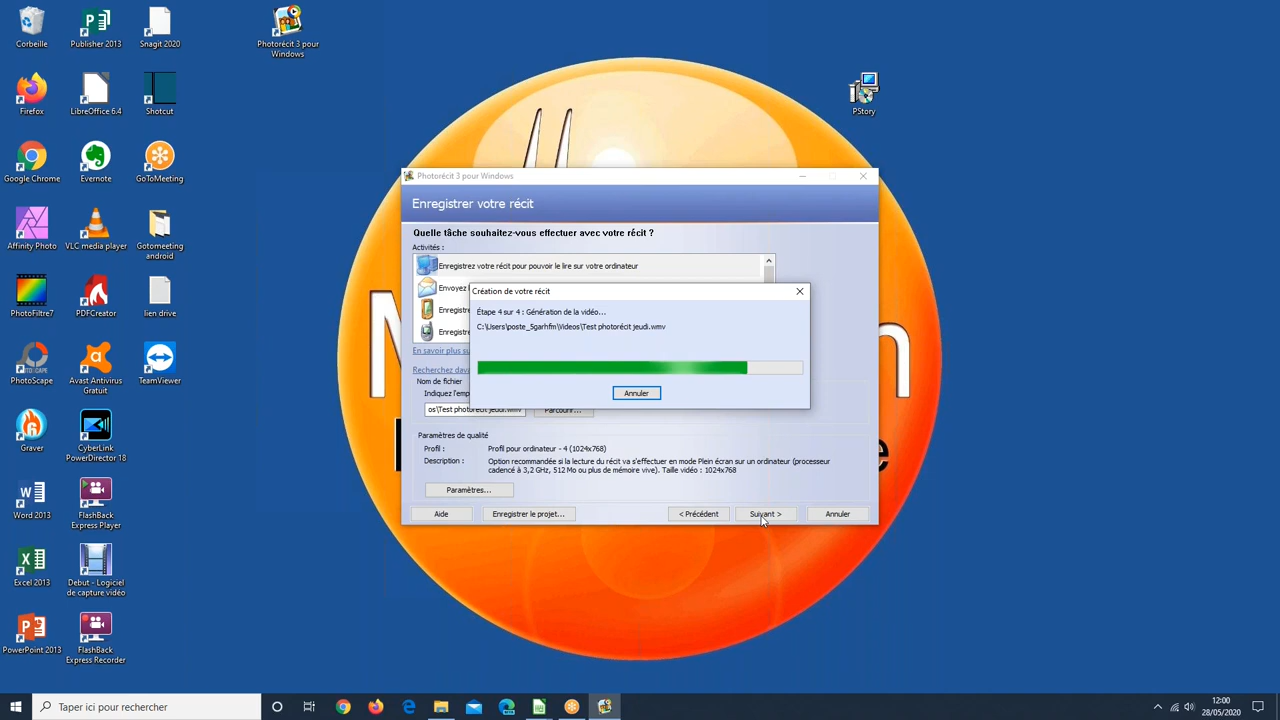 Corbeille
Publisher 2013
Snagit 2020
Photorécit 3 pour
Windows
Firefox
LibreOffice 6.4
Shotcut
PStory
Google Chrome
Evernote
GoToMeeting
Affinity Photo
VLC media player
Gotomeeting
android
PhotoFiltre7
PDFCreator
lien drive
PhotoScape
Avast Antivirus
Gratuit
TeamViewer
Graver
CyberLink
PowerDirector 18
Word 2013
FlashBack
Express Player
Excel 2013
Debut - Logiciel
de capture vidéo
PowerPoint 2013
FlashBack
Express Recorder
Photorécit 3 pour Windows
Enregistrer votre récit
Quelle tâche souhaitez-vous effectuer avec votre récit ?
Activités :
Enregistrez votre récit pour pouvoir le lire sur votre ordinateur
Envoyez
Enregistre
Enregistre
En savoir plus su
Recherchez dava
Nom de fichier
Indiquez l'emp
os\Test photorécit jeudi.wmv
Parcourir...
Création de votre récit
Étape 4 sur 4 : Génération de la vidéo...
C:\Users\poste_5garhfm\Videos\Test photorécit jeudi.wmv
Annuler
Paramètres de qualité
Profil :
Profil pour ordinateur - 4 (1024x768)
Description :
Option recommandée si la lecture du récit va s'effectuer en mode Plein écran sur un ordinateur (processeur
cadencé à 3,2 GHz, 512 Mo ou plus de mémoire vive). Taille vidéo : 1024x768
Paramètres...
Aide
Enregistrer le projet...
< Précédent
Suivant >
Annuler
Taper ici pour rechercher
12:00
28/05/2020